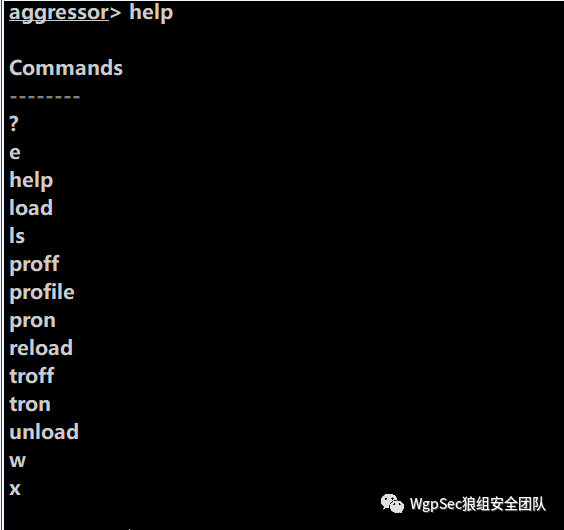 aggressor> help
Commands
--------
?
e
help
load
ls
proff
profile
pron
reload
troff
tron
unload
w
x
WgpSec狼组安全团队